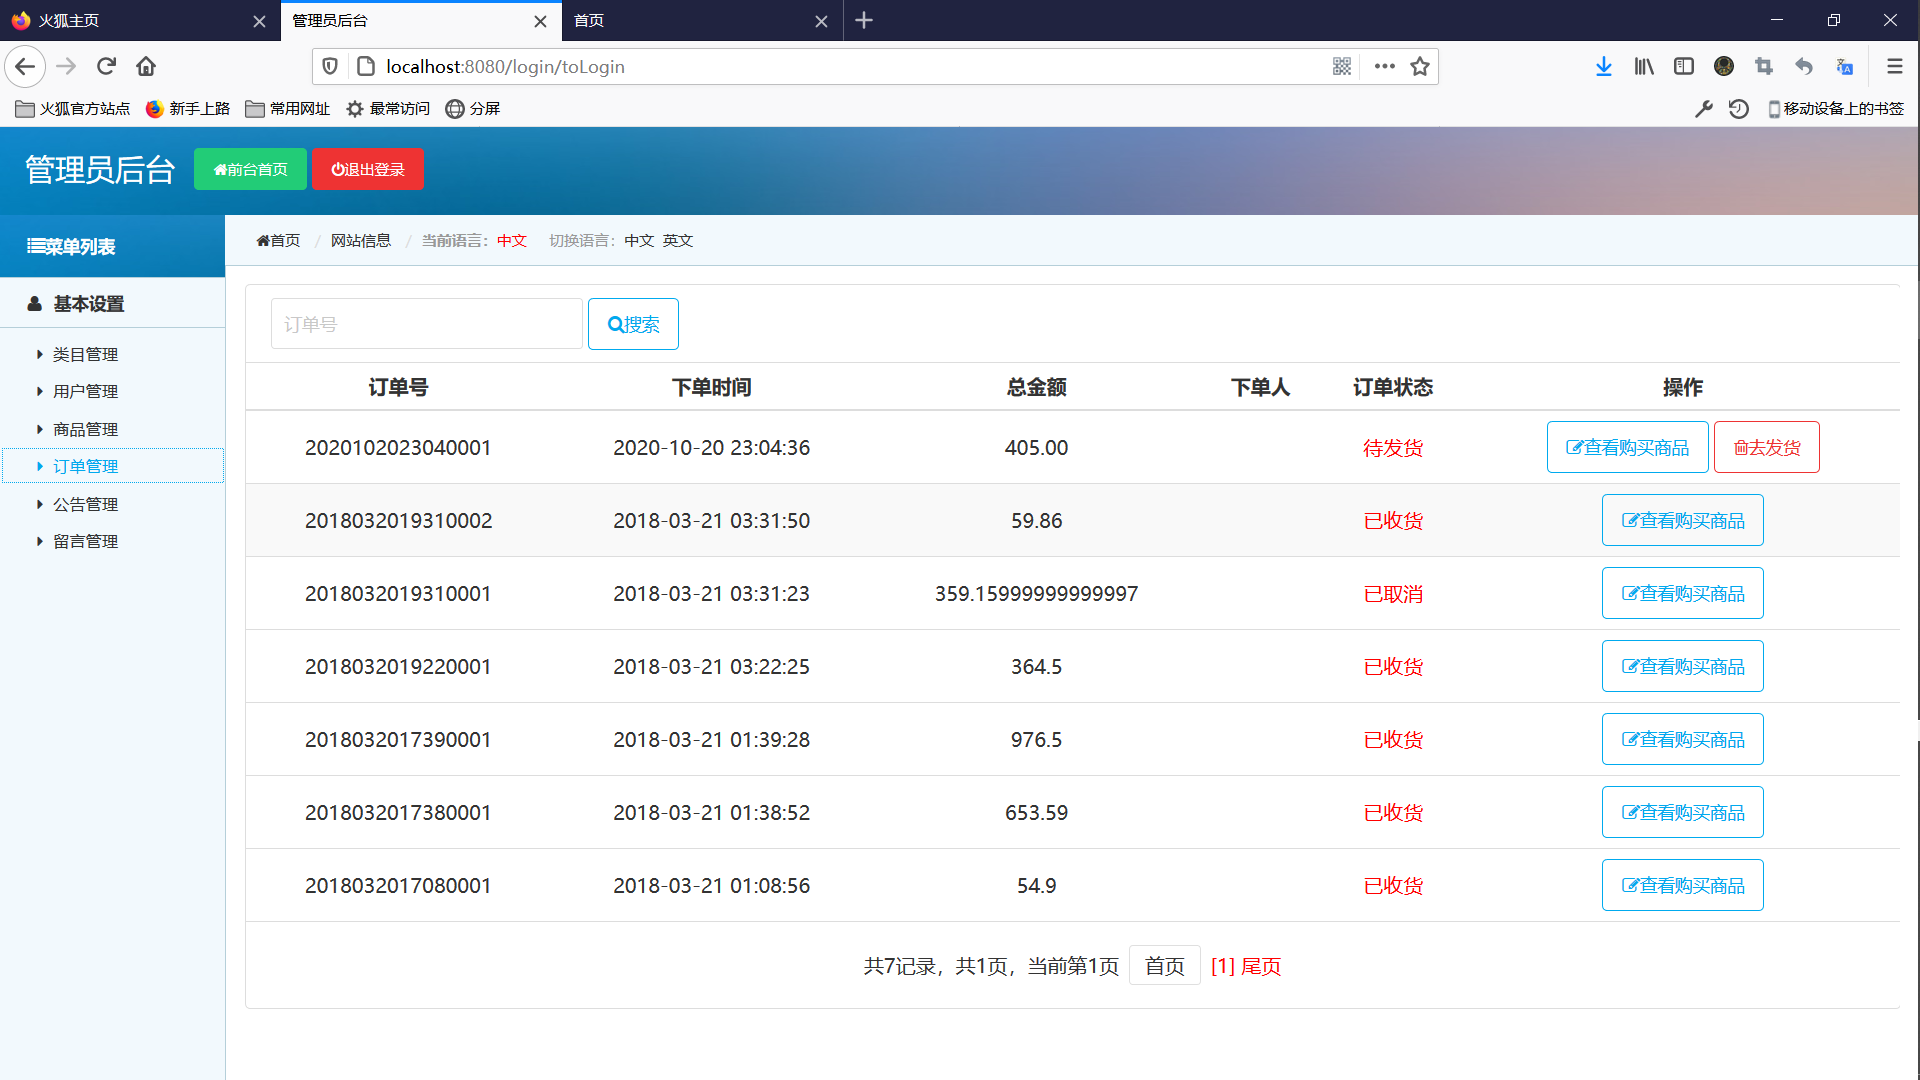 火狐主页
管理员后台
首页
localhost:8080/login/toLogin
火狐官方站点 新手上路 常用网址 最常访问 分屏 移动设备上的书签
管理员后台 前台首页 退出登录
菜单列表
首页 / 网站信息 / 当前语言：中文 切换语言：中文 英文
基本设置
类目管理
用户管理
商品管理
订单管理
公告管理
留言管理
订单号 搜索
订单号 下单时间 总金额 下单人 订单状态 操作
2020102023040001 2020-10-20 23:04:36 405.00 待发货 查看购买商品 去发货
2018032019310002 2018-03-21 03:31:50 59.86 已收货 查看购买商品
2018032019310001 2018-03-21 03:31:23 359.15999999999997 已取消 查看购买商品
2018032019220001 2018-03-21 03:22:25 364.5 已收货 查看购买商品
2018032017390001 2018-03-21 01:39:28 976.5 已收货 查看购买商品
2018032017380001 2018-03-21 01:38:52 653.59 已收货 查看购买商品
2018032017080001 2018-03-21 01:08:56 54.9 已收货 查看购买商品
共7记录，共1页，当前第1页 首页 [1] 尾页